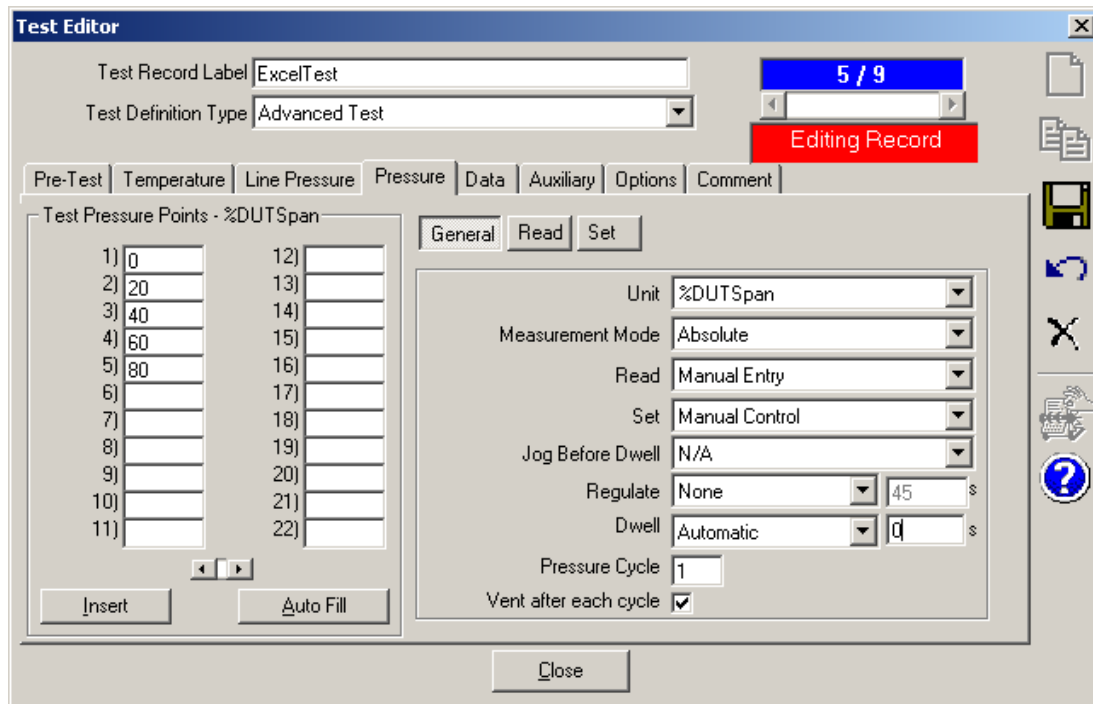 Test Editor
Test Record Label ExcelTest
5 / 9
Test Definition Type Advanced Test
Editing Record
Pre-Test Temperature Line Pressure Pressure Data Auxiliary Options Comment
Test Pressure Points - %DUTSpan
1) 0
2) 20
3) 40
4) 60
5) 80
6)
7)
8)
9)
10)
11)
12)
13)
14)
15)
16)
17)
18)
19)
20)
21)
22)
Insert Auto Fill
General Read Set
Unit %DUTSpan
Measurement Mode Absolute
Read Manual Entry
Set Manual Control
Jog Before Dwell N/A
Regulate None 45 s
Dwell Automatic 0 s
Pressure Cycle 1
Vent after each cycle
Close
?